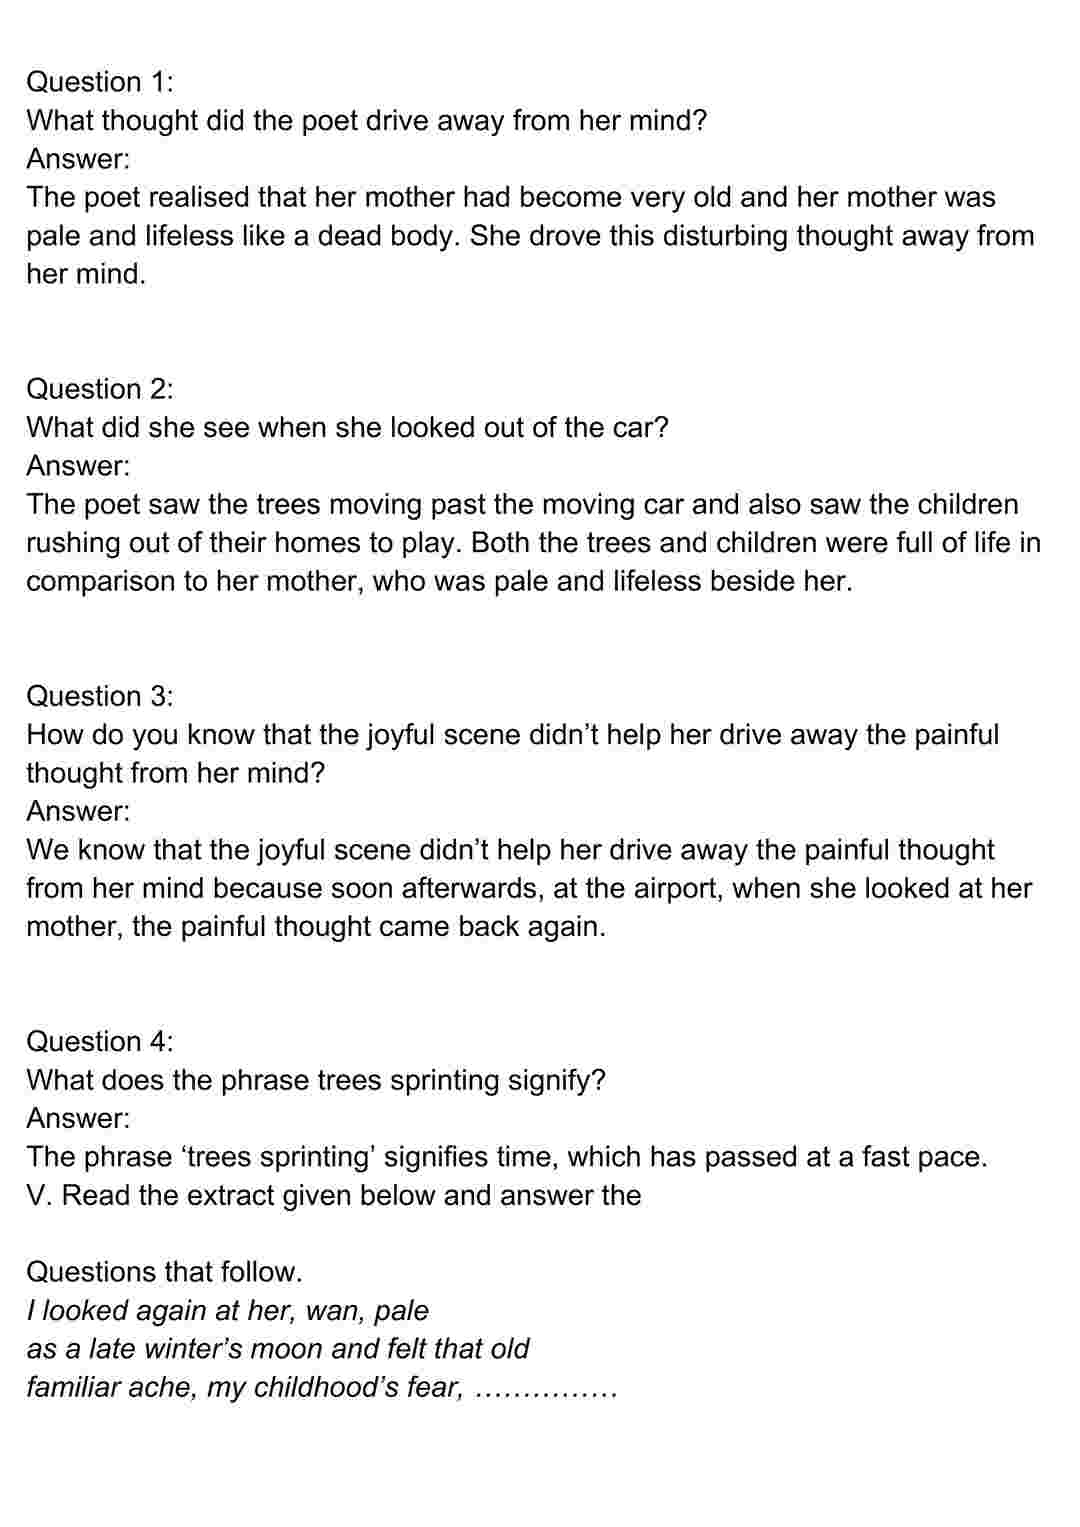 Question 1:
What thought did the poet drive away from her mind?
Answer:
The poet realised that her mother had become very old and her mother was
pale and lifeless like a dead body. She drove this disturbing thought away from
her mind.
Question 2:
What did she see when she looked out of the car?
Answer:
The poet saw the trees moving past the moving car and also saw the children
rushing out of their homes to play. Both the trees and children were full of life in
comparison to her mother, who was pale and lifeless beside her.
Question 3:
How do you know that the joyful scene didn’t help her drive away the painful
thought from her mind?
Answer:
We know that the joyful scene didn’t help her drive away the painful thought
from her mind because soon afterwards, at the airport, when she looked at her
mother, the painful thought came back again.
Question 4:
What does the phrase trees sprinting signify?
Answer:
The phrase ‘trees sprinting’ signifies time, which has passed at a fast pace.
V. Read the extract given below and answer the
Questions that follow.
I looked again at her, wan, pale
as a late winter’s moon and felt that old
familiar ache, my childhood’s fear, ……………